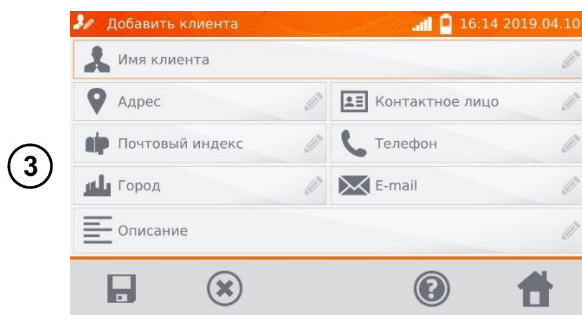 Добавить клиента 16:14 2019.04.10
Имя клиента
Адрес Контактное лицо
Почтовый индекс Телефон
3
Город E-mail
Описание